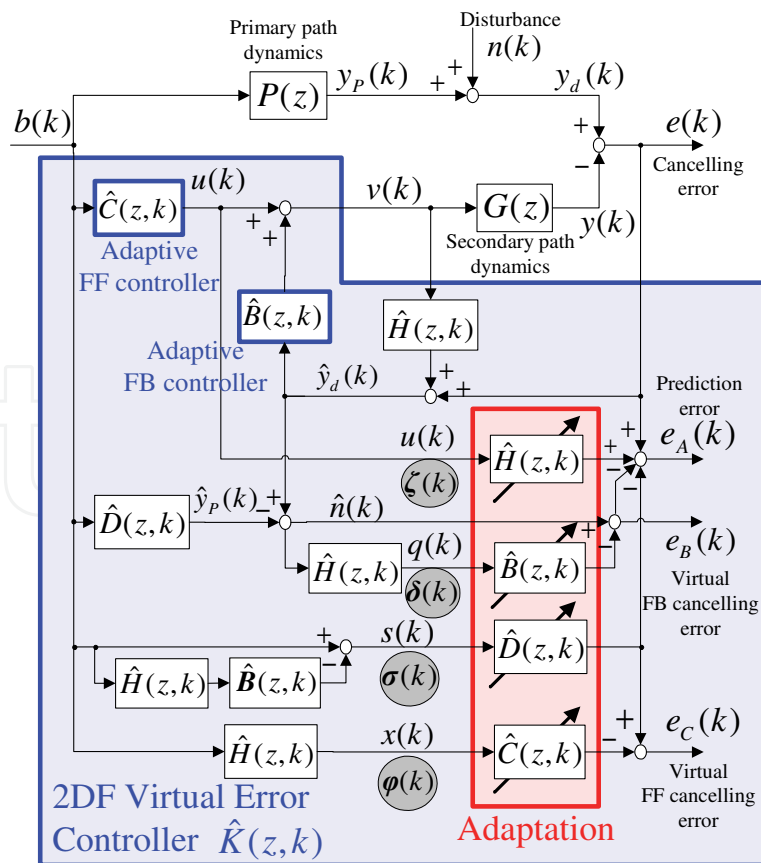 Primary path
dynamics
Disturbance
n(k)
y_P(k)
+
+
y_d(k)
P(z)
b(k)
+
e(k)
−
Cancelling
error
u(k)
v(k)
Ĉ(z,k)
+
+
G(z)
y(k)
Adaptive
FF controller
Secondary path
dynamics
B̂(z,k)
Ĥ(z,k)
Adaptive
FB controller
ŷ_d(k)
+
+
Prediction
error
u(k)
Ĥ(z,k)
+
+
−
−
e_A(k)
ζ(k)
ŷ_P(k)
−
+
n̂(k)
D̂(z,k)
q(k)
+
−
e_B(k)
Ĥ(z,k)
B̂(z,k)
δ(k)
Virtual
FB cancelling
error
+
−
s(k)
D̂(z,k)
Ĥ(z,k)
B̂(z,k)
σ(k)
x(k)
+
−
e_C(k)
Ĥ(z,k)
Ĉ(z,k)
φ(k)
Virtual
FF cancelling
error
2DF Virtual Error
Controller K̂(z,k)
Adaptation